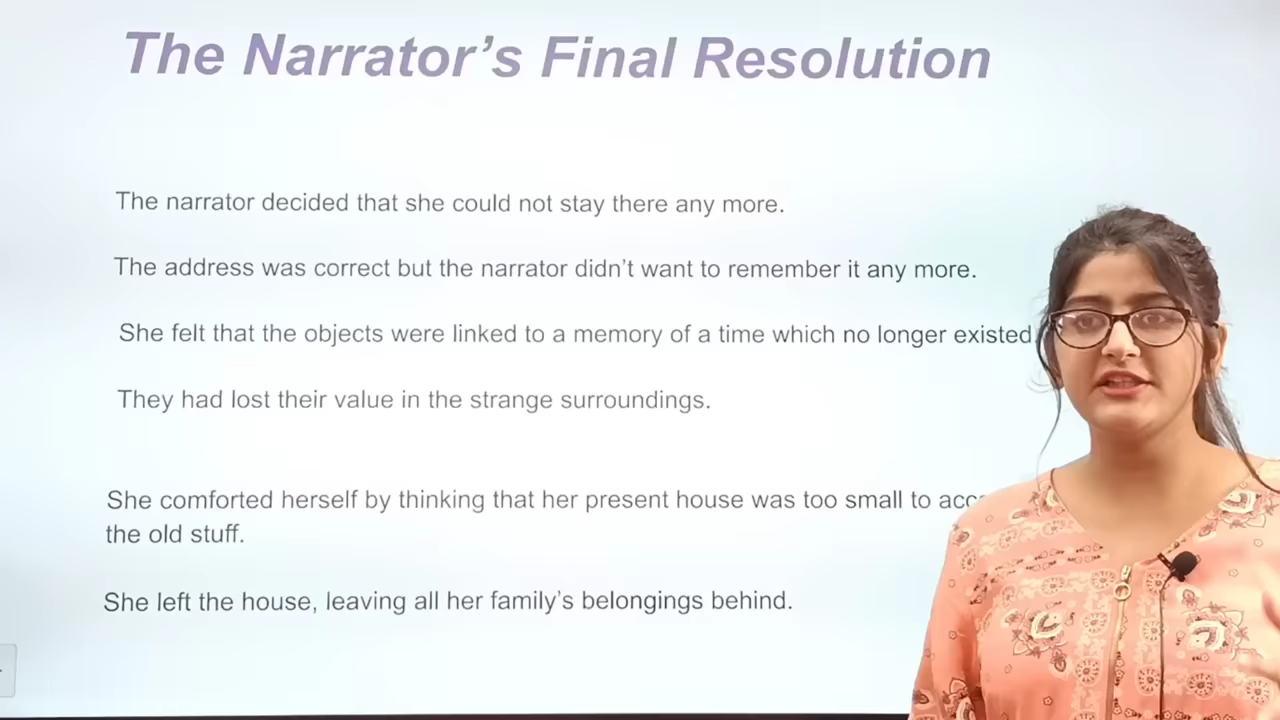 The Narrator's Final Resolution
The narrator decided that she could not stay there any more.
The address was correct but the narrator didn't want to remember it any more.
She felt that the objects were linked to a memory of a time which no longer existed.
They had lost their value in the strange surroundings.
She comforted herself by thinking that her present house was too small to
the old stuff.
She left the house, leaving all her family's belongings behind.